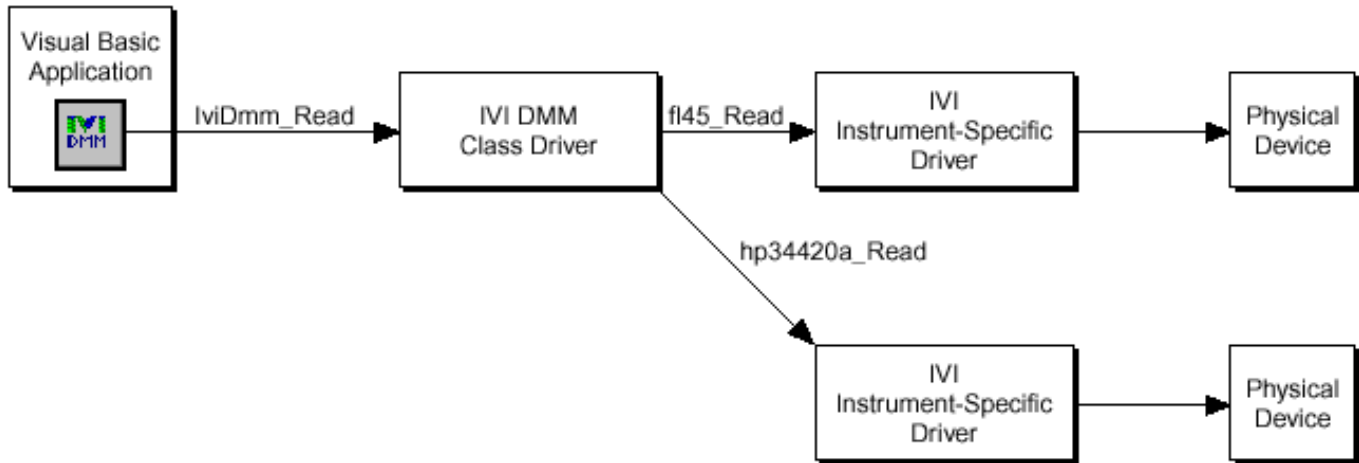 Visual Basic
Application
IVI
DMM
IviDmm_Read
IVI DMM
Class Driver
fl45_Read
IVI
Instrument-Specific
Driver
Physical
Device
hp34420a_Read
IVI
Instrument-Specific
Driver
Physical
Device